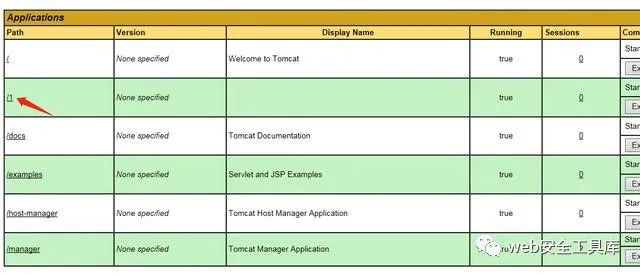 Applications
Path Version Display Name Running Sessions Com
/ None specified Welcome to Tomcat true 0 Star
Ex
/1 None specified true 0 Star
Ex
/docs None specified Tomcat Documentation true 0 Star
Ex
/examples None specified Servlet and JSP Examples true 0 Star
Ex
/host-manager None specified Tomcat Host Manager Application true 0 Star
/manager None specified Tomcat Manager Application true 0 Star
Ex
web安全工具库